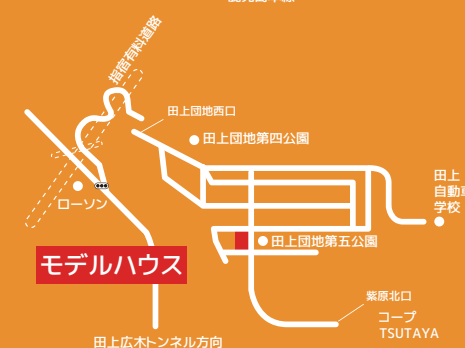 指宿有料道路
田上団地西口
田上団地第四公園
田上
自動車
学校
ローソン
田上団地第五公園
モデルハウス
紫原北口
コープ
TSUTAYA
田上広木トンネル方向